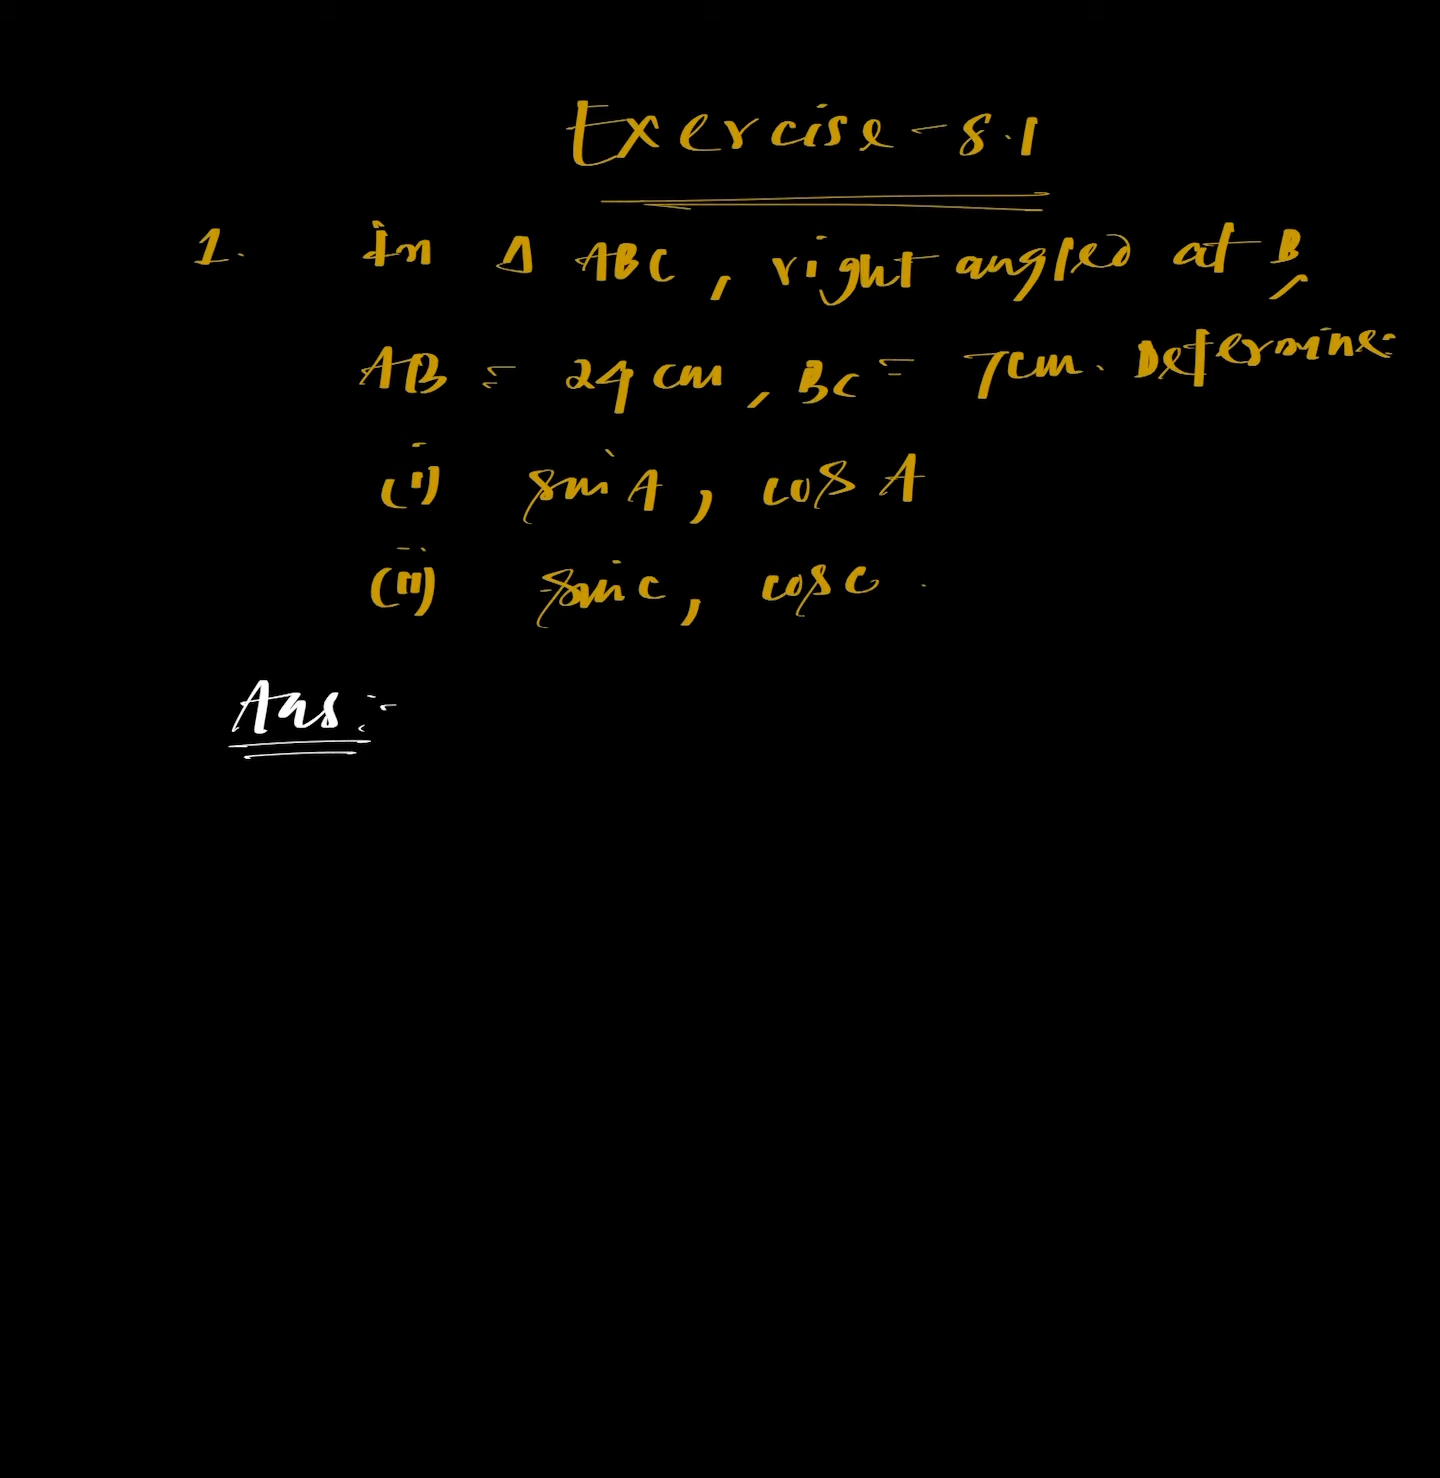 Exercise - 8.1
1. In Δ ABC, right angled at B,
AB = 24 cm, BC = 7cm. Determine:
(i) sin A, cos A
(ii) sin C, cos C.
Ans:-